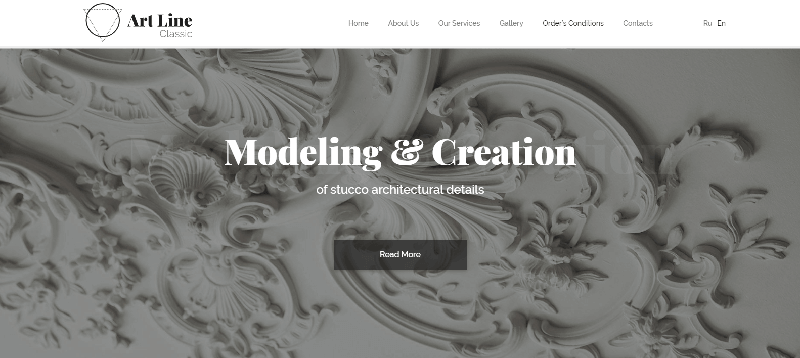 Art Line
Classic
Home About Us Our Services Gallery Order's Conditions Contacts Ru En
Modeling & Creation
of stucco architectural details
Read More